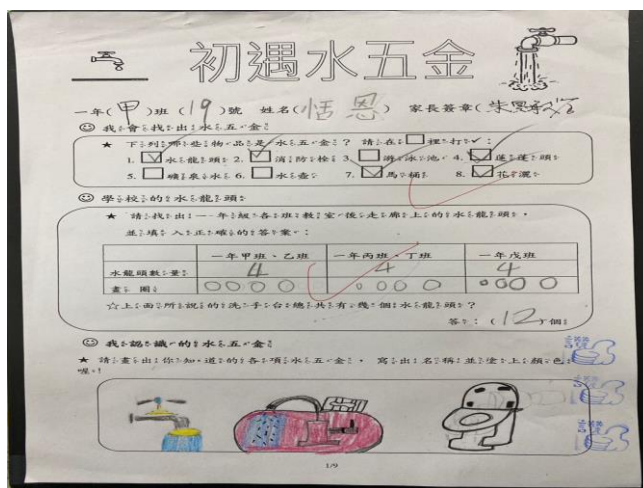 初遇水五金
一年(甲)班 (19)號 姓名(恬恩) 家長簽章(
☺ 我會找出水五金
★ 下列哪些物品是水五金? 請在□裡打✓:
1. ☑水龍頭 2. ☑消防栓 3. □游泳池 4. ☑蓮蓬頭
5. □礦泉水 6. □水壺 7. ☑馬桶 8. ☑花灑
☺ 學校的水龍頭
★ 請找出一年級各班教室後走廊上的水龍頭,
並填入正確的答案:
一年甲班、乙班 一年丙班、丁班 一年戊班
水龍頭數量 4 4 4
畫圈 ○○○○ ○○○○ ○○○○
☆上面所說的洗手台總共有幾個水龍頭?
答:(12)個
☺ 我認識的水五金
★ 請畫出你知道的各項水五金,寫出名稱並塗上顏色
喔!
1/9